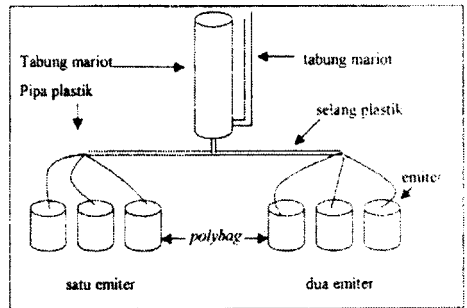 Tabung mariot
tabung mariot
Pipa plastik
selang plastik
emiter
polybag
satu emiter
dua emiter